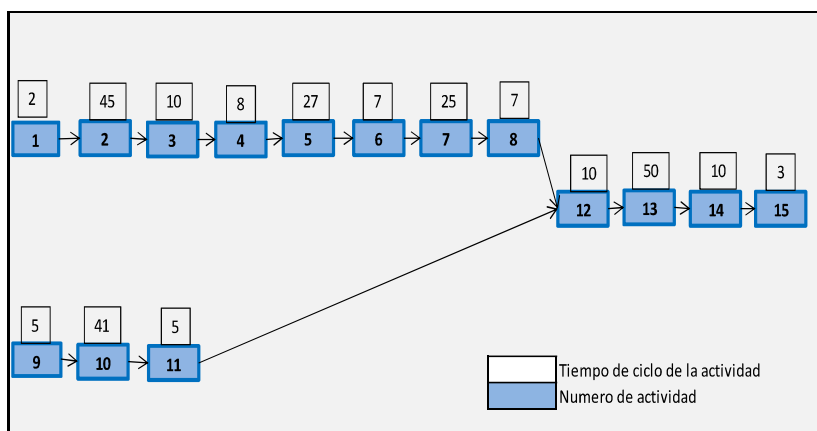 2 45 10 8 27 7 25 7
1 2 3 4 5 6 7 8
10 50 10 3
12 13 14 15
5 41 5
9 10 11
Tiempo de ciclo de la actividad
Numero de actividad